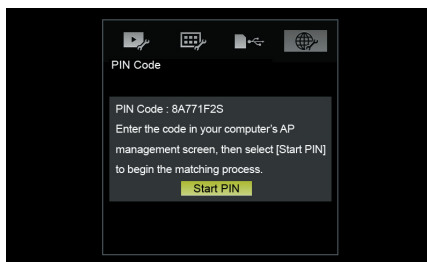 PIN Code
PIN Code : 8A771F2S
Enter the code in your computer's AP
management screen, then select [Start PIN]
to begin the matching process.
Start PIN